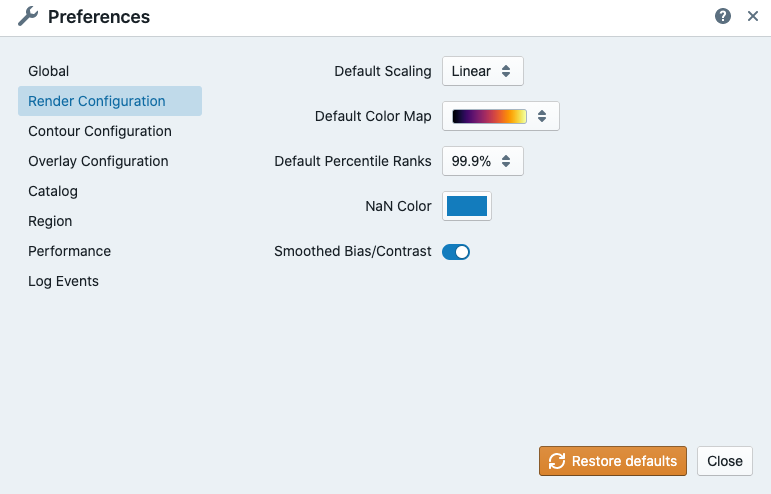 Preferences
Global
Render Configuration
Contour Configuration
Overlay Configuration
Catalog
Region
Performance
Log Events
Default Scaling Linear
Default Color Map
Default Percentile Ranks 99.9%
NaN Color
Smoothed Bias/Contrast
Restore defaults Close